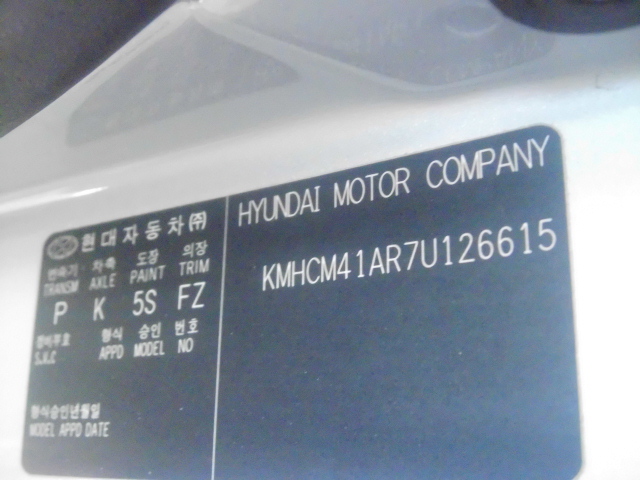 현대자동차㈜
변속기 차축 도장 의장
TRANSM AXLE PAINT TRIM
P K 5S FZ
정비부호 형식 승인 번호
S.H.C APPD MODEL NO
형식승인년월일
MODEL APPD DATE
HYUNDAI MOTOR COMPANY
KMHCM41AR7U126615